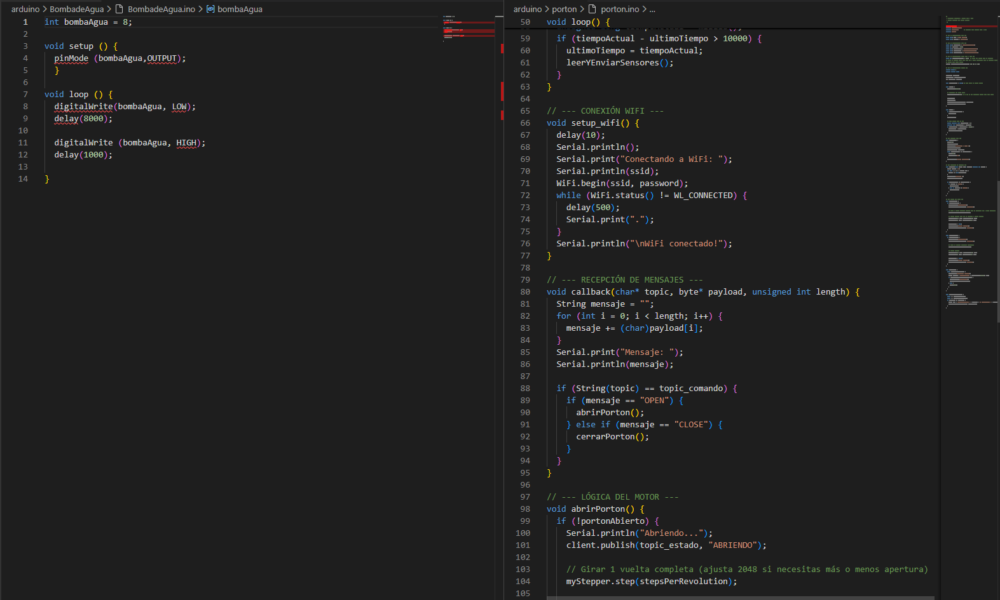 arduino > BombadeAgua > BombadeAgua.ino > bombaAgua
1 int bombaAgua = 8;
2
3 void setup () {
4 pinMode (bombaAgua,OUTPUT);
5 }
6
7 void loop () {
8 digitalWrite(bombaAgua, LOW);
9 delay(8000);
10
11 digitalWrite (bombaAgua, HIGH);
12 delay(1000);
13
14 }
arduino > porton > porton.ino > ...
50 void loop() {
59 if (tiempoActual - ultimoTiempo > 10000) {
60 ultimoTiempo = tiempoActual;
61 leerYEnviarSensores();
62 }
63 }
64
65 // --- CONEXIÓN WIFI ---
66 void setup_wifi() {
67 delay(10);
68 Serial.println();
69 Serial.print("Conectando a WiFi: ");
70 Serial.println(ssid);
71 WiFi.begin(ssid, password);
72 while (WiFi.status() != WL_CONNECTED) {
73 delay(500);
74 Serial.print(".");
75 }
76 Serial.println("\nWiFi conectado!");
77 }
78
79 // --- RECEPCIÓN DE MENSAJES ---
80 void callback(char* topic, byte* payload, unsigned int length) {
81 String mensaje = "";
82 for (int i = 0; i < length; i++) {
83 mensaje += (char)payload[i];
84 }
85 Serial.print("Mensaje: ");
86 Serial.println(mensaje);
87
88 if (String(topic) == topic_comando) {
89 if (mensaje == "OPEN") {
90 abrirPorton();
91 } else if (mensaje == "CLOSE") {
92 cerrarPorton();
93 }
94 }
95 }
96
97 // --- LÓGICA DEL MOTOR ---
98 void abrirPorton() {
99 if (!portonAbierto) {
100 Serial.println("Abriendo...");
101 client.publish(topic_estado, "ABRIENDO");
102
103 // Girar 1 vuelta completa (ajusta 2048 si necesitas más o menos apertura)
104 myStepper.step(stepsPerRevolution);
105